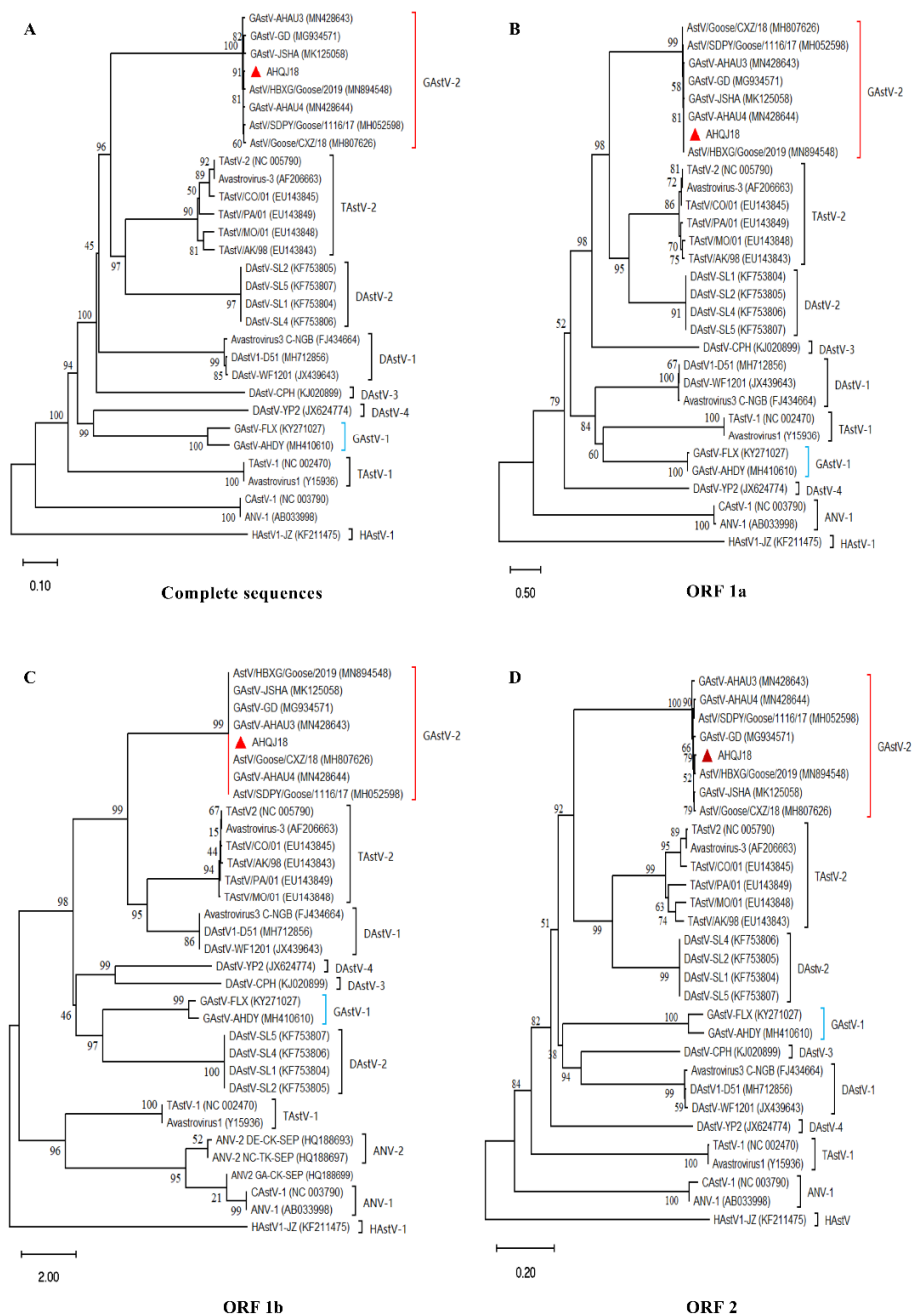 A
GAstV-AHAU3 (MN428643)
82
GAstV-GD (MG934571)
100
GAstV-JSHA (MK125058)
91
AHQJ18
GAstV-2
AstV/HBXG/Goose/2019 (MN894548)
81
GAstV-AHAU4 (MN428644)
AstV/SDPY/Goose/1116/17 (MH052598)
60
AstV/Goose/CXZ/18 (MH807626)
96
92
TAstV-2 (NC 005790)
89
Avastrovirus-3 (AF206663)
50
TAstV/CO/01 (EU143845)
TAstV-2
90
TAstV/PA/01 (EU143849)
TAstV/MO/01 (EU143848)
81
TAstV/AK/98 (EU143843)
45
97
DAstV-SL2 (KF753805)
DAstV-SL5 (KF753807)
DAstV-2
97
DAstV-SL1 (KF753804)
DAstV-SL4 (KF753806)
100
Avastrovirus3 C-NGB (FJ434664)
99
DAstV1-D51 (MH712856)
DAstV-1
85
DAstV-WF1201 (JX439643)
94
DAstV-CPH (KJ020899)
DAstV-3
DAstV-YP2 (JX624774)
DAstV-4
100
99
GAstV-FLX (KY271027)
GAstV-1
100
GAstV-AHDY (MH410610)
TAstV-1 (NC 002470)
TAstV-1
100
Avastrovirus1 (Y15936)
CAstV-1 (NC 003790)
ANV-1
100
ANV-1 (AB033998)
HAstV1-JZ (KF211475)
HAstV-1
0.10
Complete sequences
B
AstV/Goose/CXZ/18 (MH807626)
99
AstV/SDPY/Goose/1116/17 (MH052598)
GAstV-AHAU3 (MN428643)
58
GAstV-GD (MG934571)
GAstV-2
GAstV-JSHA (MK125058)
81
GAstV-AHAU4 (MN428644)
AHQJ18
98
AstV/HBXG/Goose/2019 (MN894548)
81
TAstV-2 (NC 005790)
72
Avastrovirus-3 (AF206663)
86
TAstV/CO/01 (EU143845)
TAstV-2
TAstV/PA/01 (EU143849)
98
70
TAstV/MO/01 (EU143848)
95
75
TAstV/AK/98 (EU143843)
DAstV-SL1 (KF753804)
DAstV-SL2 (KF753805)
DAstV-2
91
DAstV-SL4 (KF753806)
DAstV-SL5 (KF753807)
52
DAstV-CPH (KJ020899)
DAstV-3
67
DAstV1-D51 (MH712856)
100
DAstV-WF1201 (JX439643)
DAstV-1
Avastrovirus3 C-NGB (FJ434664)
79
84
100
TAstV-1 (NC 002470)
TAstV-1
Avastrovirus1 (Y15936)
60
GAstV-FLX (KY271027)
GAstV-1
100
GAstV-AHDY (MH410610)
DAstV-YP2 (JX624774)
DAstV-4
CAstV-1 (NC 003790)
ANV-1
100
ANV-1 (AB033998)
HAstV1-JZ (KF211475)
HAstV-1
0.50
ORF 1a
C
AstV/HBXG/Goose/2019 (MN894548)
GAstV-JSHA (MK125058)
GAstV-GD (MG934571)
99
GAstV-AHAU3 (MN428643)
AHQJ18
GAstV-2
AstV/Goose/CXZ/18 (MH807626)
GAstV-AHAU4 (MN428644)
AstV/SDPY/Goose/1116/17 (MH052598)
99
67
TAstV2 (NC 005790)
15
Avastrovirus-3 (AF206663)
44
TAstV/CO/01 (EU143845)
TAstV-2
94
TAstV/AK/98 (EU143843)
TAstV/PA/01 (EU143849)
TAstV/MO/01 (EU143848)
98
95
Avastrovirus3 C-NGB (FJ434664)
DAstV1-D51 (MH712856)
DAstV-1
86
DAstV-WF1201 (JX439643)
99
DAstV-YP2 (JX624774)
DAstV-4
DAstV-CPH (KJ020899)
DAstV-3
46
99
GAstV-FLX (KY271027)
GAstV-1
GAstV-AHDY (MH410610)
97
DAstV-SL5 (KF753807)
DAstV-SL4 (KF753806)
DAstV-2
100
DAstV-SL1 (KF753804)
DAstV-SL2 (KF753805)
100
TAstV-1 (NC 002470)
TAstV-1
Avastrovirus1 (Y15936)
96
52
ANV-2 DE-CK-SEP (HQ188693)
ANV-2
ANV-2 NC-TK-SEP (HQ188697)
95
ANV2 GA-CK-SEP (HQ188699)
21
CAstV-1 (NC 003790)
ANV-1
99
ANV-1 (AB033998)
HAstV1-JZ (KF211475)
HAstV-1
2.00
ORF 1b
D
GAstV-AHAU3 (MN428643)
100
90
GAstV-AHAU4 (MN428644)
AstV/SDPY/Goose/1116/17 (MH052598)
GAstV-GD (MG934571)
66
79
AHQJ18
GAstV-2
52
AstV/HBXG/Goose/2019 (MN894548)
GAstV-JSHA (MK125058)
79
AstV/Goose/CXZ/18 (MH807626)
92
89
TAstV2 (NC 005790)
95
Avastrovirus-3 (AF206663)
99
TAstV/CO/01 (EU143845)
TAstV-2
TAstV/PA/01 (EU143849)
63
TAstV/MO/01 (EU143848)
74
TAstV/AK/98 (EU143843)
51
99
DAstV-SL4 (KF753806)
DAstV-SL2 (KF753805)
DAstv-2
99
DAstV-SL1 (KF753804)
DAstV-SL5 (KF753807)
82
100
GAstV-FLX (KY271027)
GAstV-1
GAstV-AHDY (MH410610)
38
DAstV-CPH (KJ020899)
DAstV-3
94
Avastrovirus3 C-NGB (FJ434664)
84
99
DAstV1-D51 (MH712856)
DAstV-1
59
DAstV-WF1201 (JX439643)
DAstV-YP2 (JX624774)
DAstV-4
TAstV-1 (NC 002470)
TAstV-1
100
Avastrovirus1 (Y15936)
CAstV-1 (NC 003790)
ANV-1
100
ANV-1 (AB033998)
HAstV1-JZ (KF211475)
HAstV
0.20
ORF 2